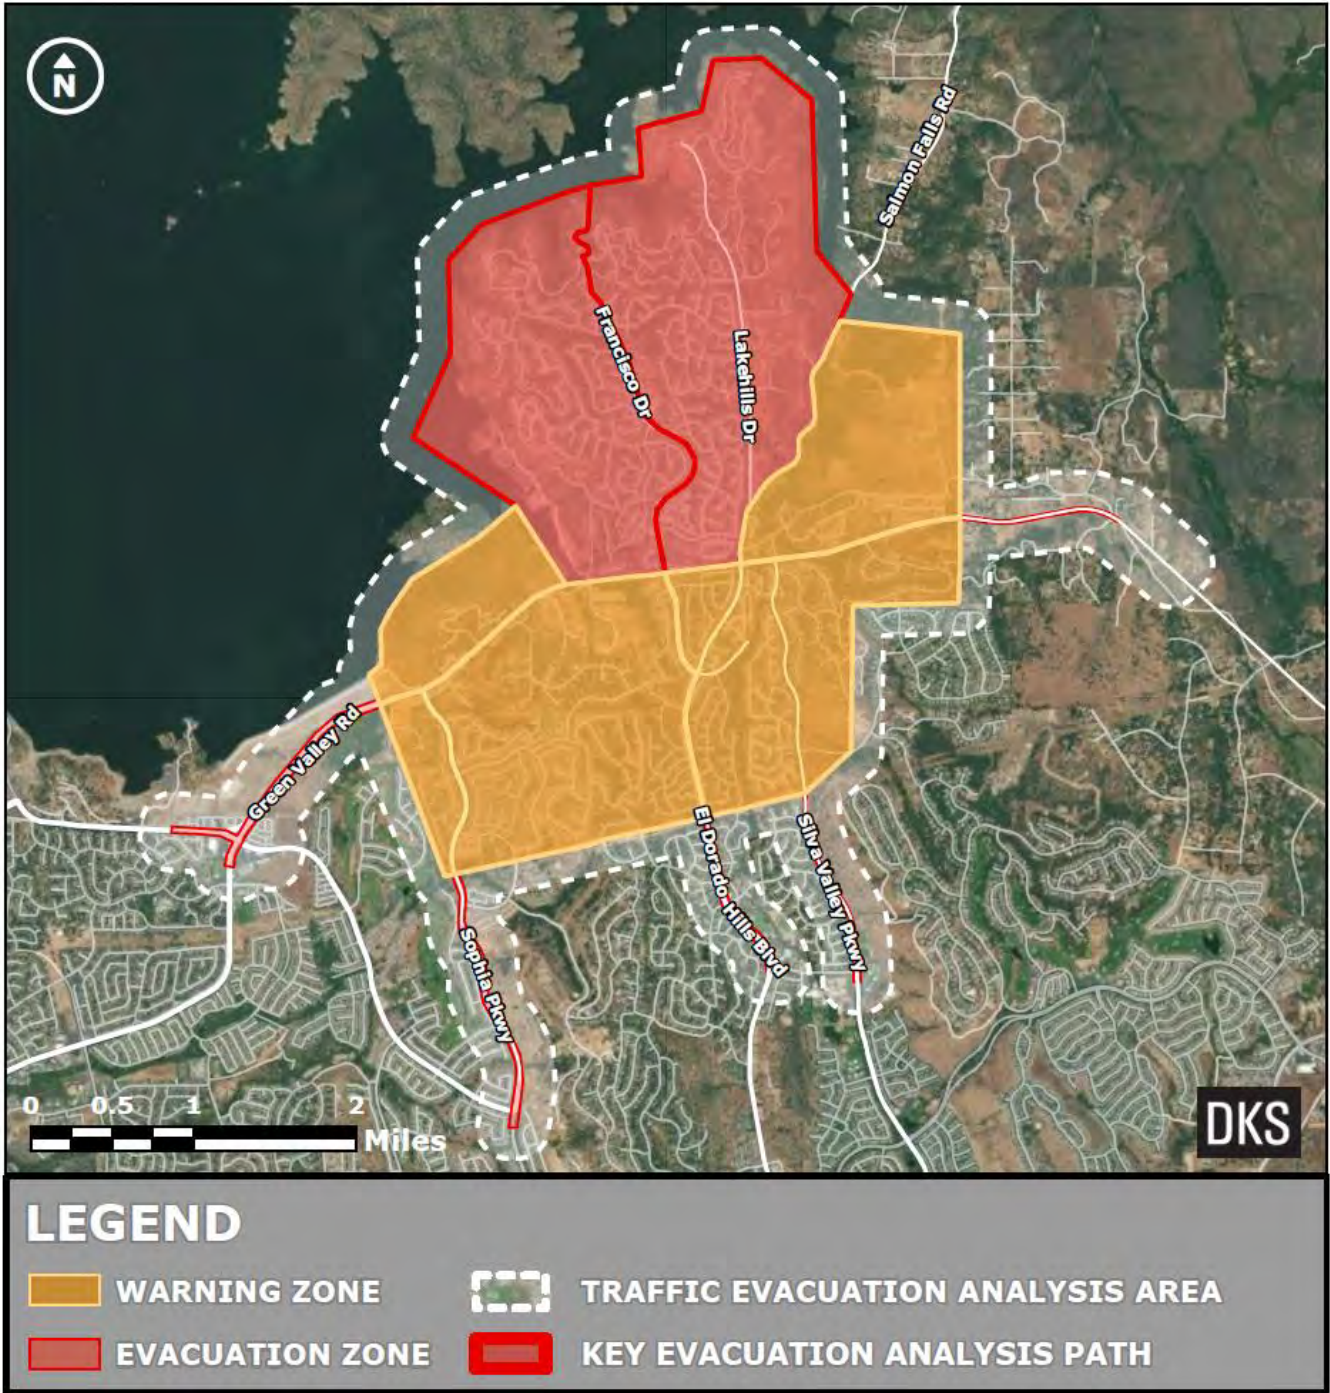 N
Salmon Falls Rd
Francisco Dr
Lakehills Dr
Green Valley Rd
El Dorado Hills Blvd
Silva Valley Pkwy
Sophia Pkwy
0 0.5 1 2
Miles
DKS
LEGEND
WARNING ZONE
TRAFFIC EVACUATION ANALYSIS AREA
EVACUATION ZONE
KEY EVACUATION ANALYSIS PATH